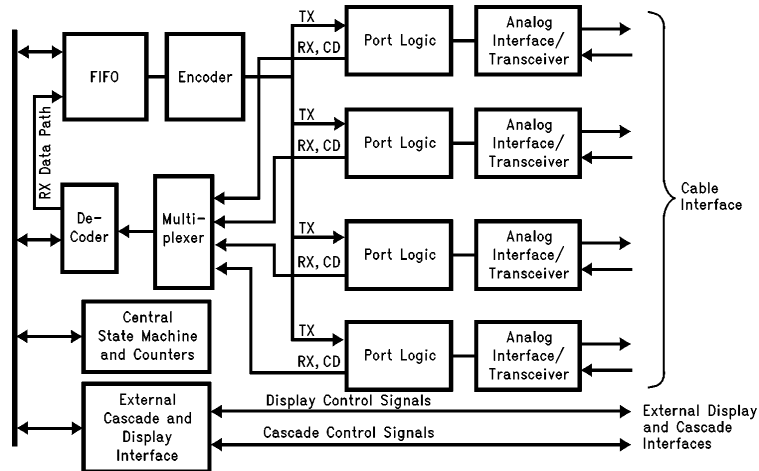 TX
RX, CD
Port Logic
Analog
Interface/
Transceiver
FIFO
Encoder
RX Data Path
TX
RX, CD
Port Logic
Analog
Interface/
Transceiver
De-
Coder
Multi-
plexer
Cable
Interface
TX
RX, CD
Port Logic
Analog
Interface/
Transceiver
Central
State Machine
and Counters
TX
RX, CD
Port Logic
Analog
Interface/
Transceiver
External
Cascade and
Display
Interface
Display Control Signals
Cascade Control Signals
External Display
and Cascade
Interfaces